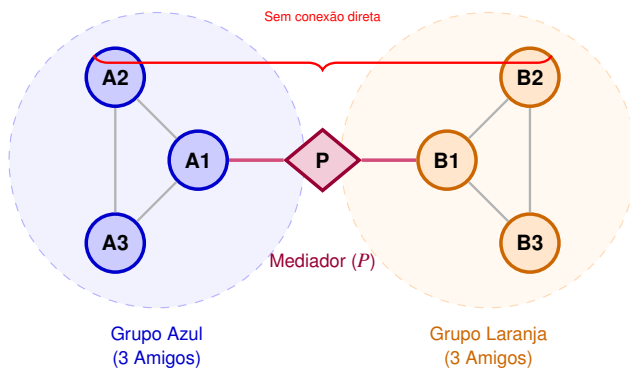 Sem conexão direta
A2
B2
A1
P
B1
A3
B3
Mediador (P)
Grupo Azul
(3 Amigos)
Grupo Laranja
(3 Amigos)